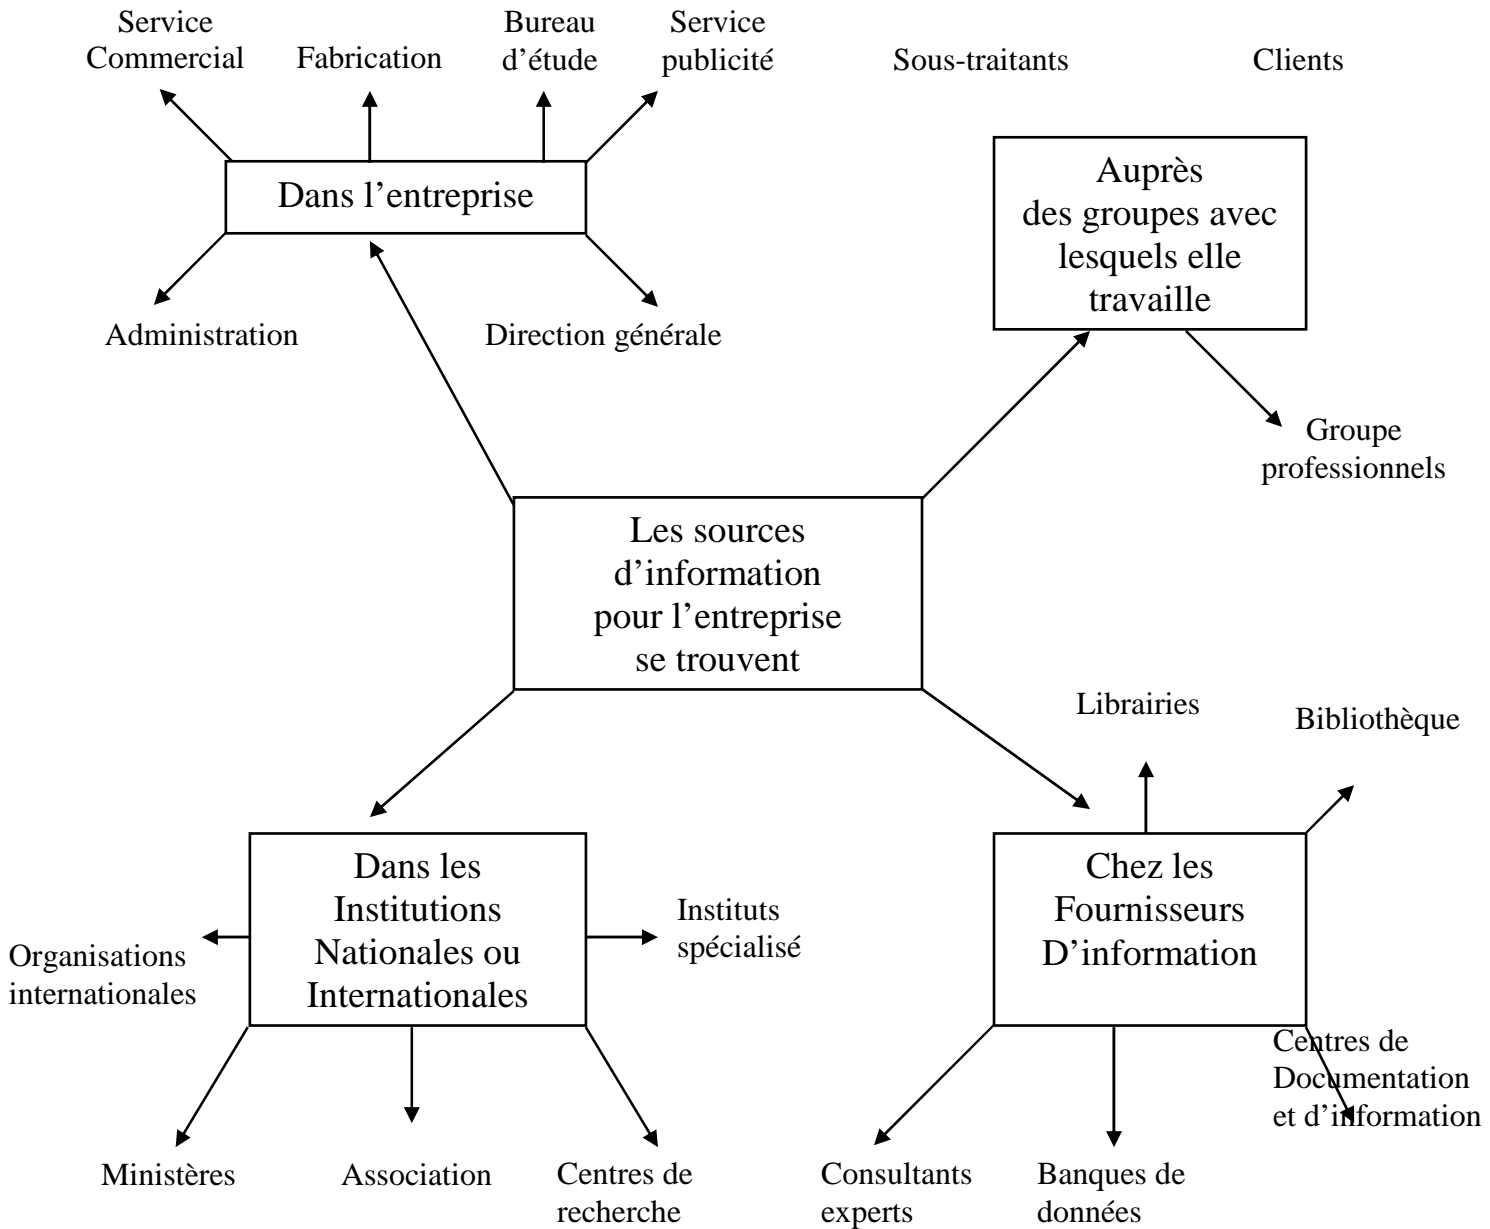 Service
Commercial
Fabrication
Bureau
d’étude
Service
publicité
Sous-traitants
Clients
Dans l’entreprise
Auprès
des groupes avec
lesquels elle
travaille
Administration
Direction générale
Groupe
professionnels
Les sources
d’information
pour l’entreprise
se trouvent
Librairies
Bibliothèque
Dans les
Institutions
Nationales ou
Internationales
Chez les
Fournisseurs
D’information
Organisations
internationales
Instituts
spécialisé
Centres de
Documentation
et d’information
Ministères
Association
Centres de
recherche
Consultants
experts
Banques de
données